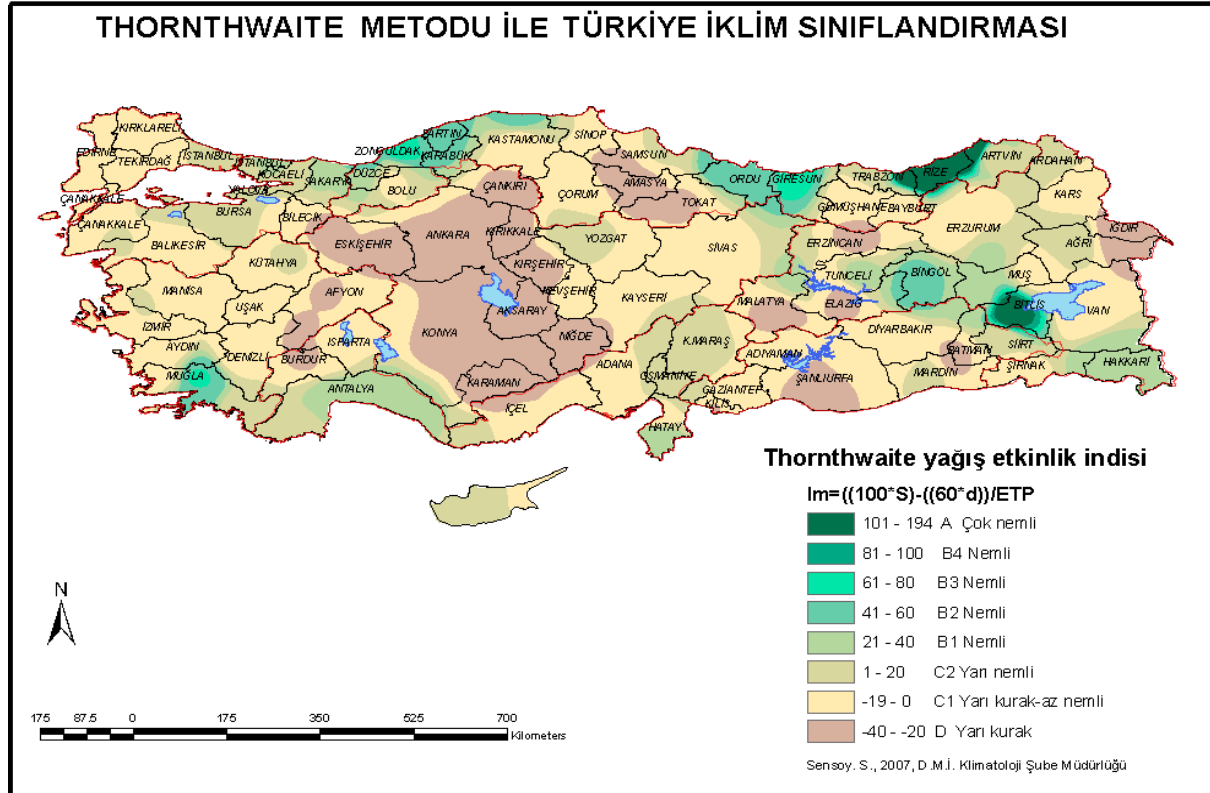 THORNTHWAITE METODU İLE TÜRKİYE İKLİM SINIFLANDIRMASI
KIRKLARELİ
EDİRNE
TEKİRDAĞ
İSTANBUL
İSTANBUL
KOCAELİ
YALOVA
SAKARYA
DÜZCE
ZONGULDAK
BARTIN
KARABÜK
KASTAMONU
SİNOP
SAMSUN
BOLU
ÇANKIRI
ÇORUM
AMASYA
TOKAT
ORDU
GİRESUN
TRABZON
RİZE
ARTVİN
ARDAHAN
KARS
GÜMÜŞHANE
BAYBURT
ERZURUM
IĞDIR
AĞRI
ÇANAKKALE
ÇANAKKALE
BURSA
BİLECİK
BALIKESİR
KÜTAHYA
ESKİŞEHİR
ANKARA
KIRIKKALE
KIRŞEHİR
YOZGAT
SİVAS
ERZİNCAN
TUNCELİ
BİNGÖL
MUŞ
BİTLİS
VAN
MANİSA
UŞAK
AFYON
KONYA
AKSARAY
NEVŞEHİR
KAYSERİ
MALATYA
ELAZIĞ
DİYARBAKIR
BATMAN
SİİRT
ŞIRNAK
HAKKARİ
İZMİR
AYDIN
DENİZLİ
BURDUR
ISPARTA
NİĞDE
KARAMAN
ADANA
K.MARAŞ
ADIYAMAN
OSMANİYE
GAZİANTEP
KİLİS
ŞANLIURFA
MARDİN
MUĞLA
ANTALYA
İÇEL
HATAY
Thornthwaite yağış etkinlik indisi
Im=((100*S)-((60*d))/ETP
101 - 194 A Çok nemli
81 - 100 B4 Nemli
61 - 80 B3 Nemli
41 - 60 B2 Nemli
21 - 40 B1 Nemli
1 - 20 C2 Yarı nemli
-19 - 0 C1 Yarı kurak-az nemli
-40 - -20 D Yarı kurak
N
175 87.5 0 175 350 525 700
Kilometers
Sensoy. S., 2007, D.M.İ. Klimatoloji Şube Müdürlüğü